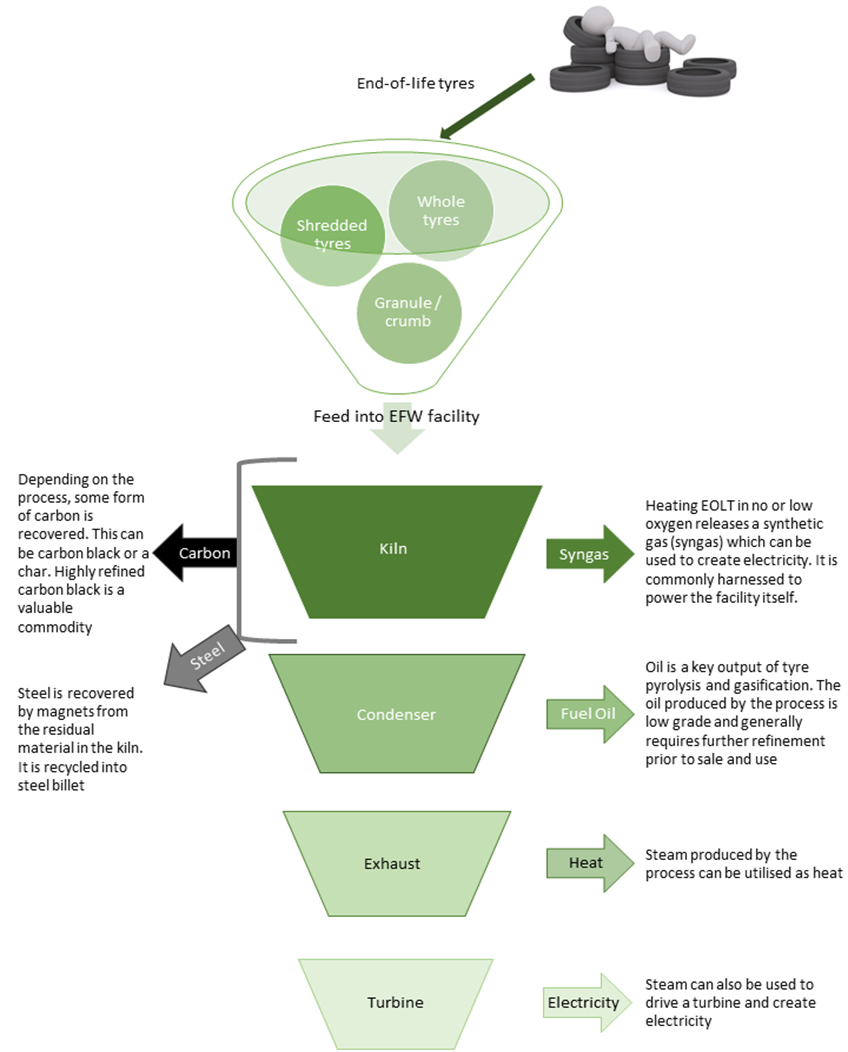 End-of-life tyres
Whole
tyres
Shredded
tyres
Granule /
crumb
Feed into EFW facility
Depending on the
process, some form
of carbon is
recovered. This can
be carbon black or a
char. Highly refined
carbon black is a
valuable
commodity
Carbon
Kiln
Syngas
Heating EOLT in no or low
oxygen releases a synthetic
gas (syngas) which can be
used to create electricity. It is
commonly harnessed to
power the facility itself.
Steel
Steel is recovered
by magnets from
the residual
material in the kiln.
It is recycled into
steel billet
Condenser
Fuel Oil
Oil is a key output of tyre
pyrolysis and gasification. The
oil produced by the process is
low grade and generally
requires further refinement
prior to sale and use
Exhaust
Heat
Steam produced by the
process can be utilised as heat
Turbine
Electricity
Steam can also be used to
drive a turbine and create
electricity